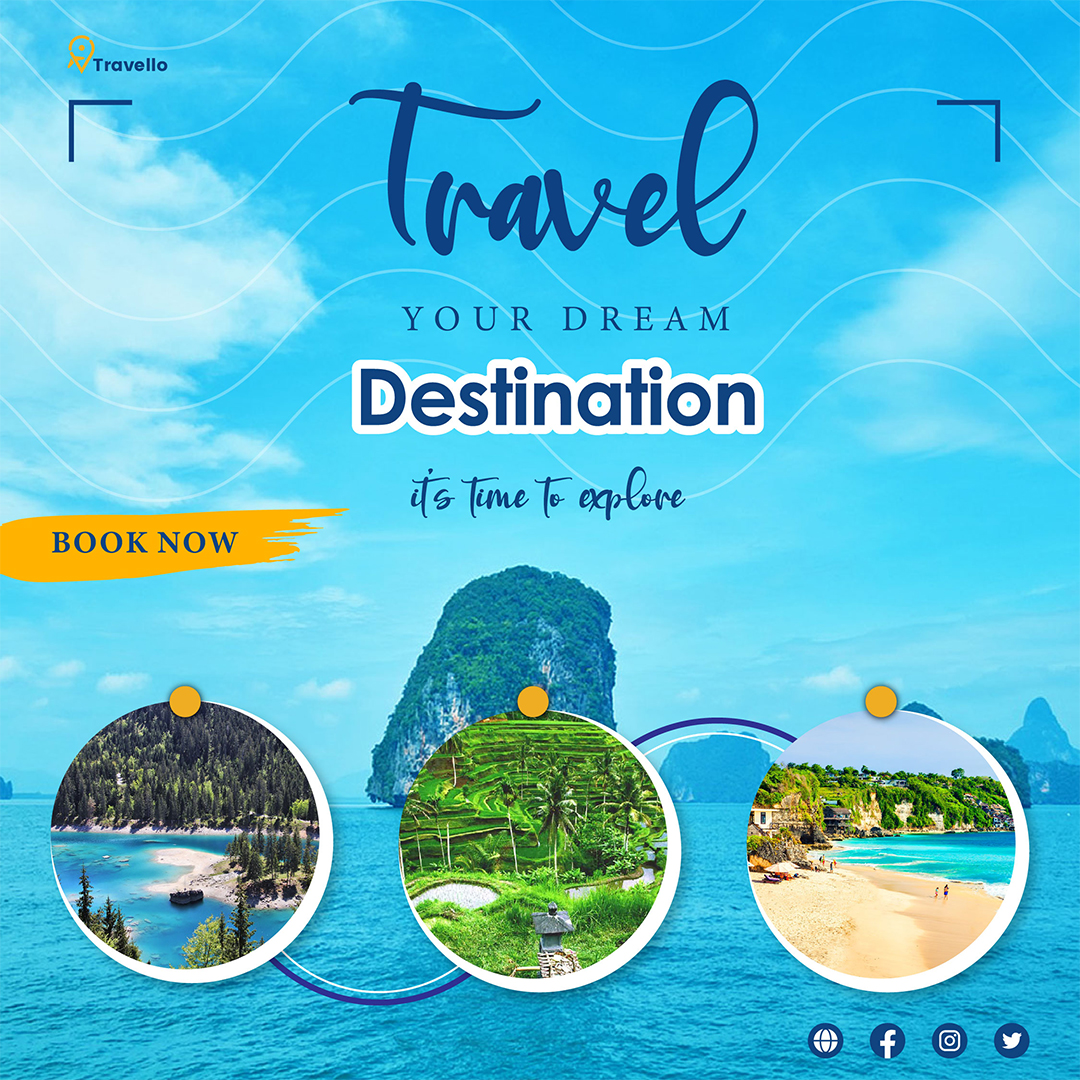 Travello
Travel
YOUR DREAM
Destination
it's time to explore
BOOK NOW